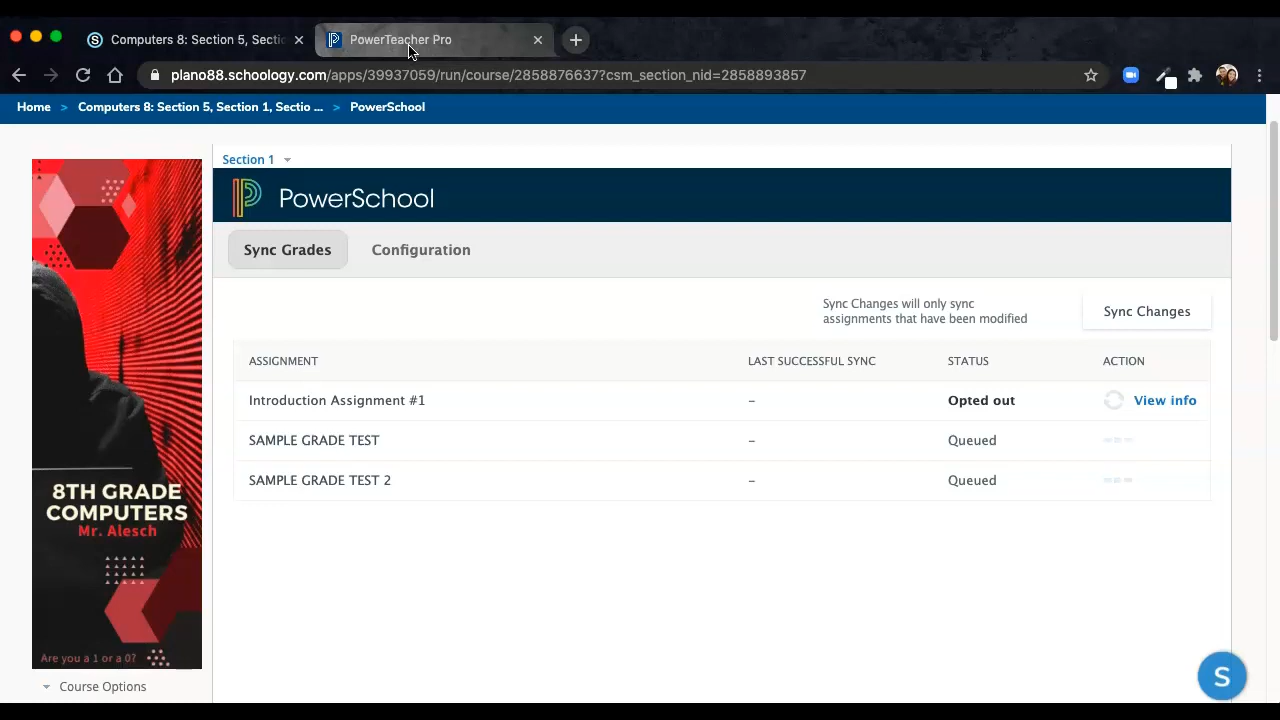 Computers 8: Section 5, Sectio
PowerTeacher Pro
plano88.schoology.com/apps/39937059/run/course/2858876637?csm_section_nid=2858893857
Home > Computers 8: Section 5, Section 1, Sectio ... > PowerSchool
Section 1
PowerSchool
Sync Grades
Configuration
Sync Changes will only sync
assignments that have been modified
Sync Changes
ASSIGNMENT LAST SUCCESSFUL SYNC STATUS ACTION
Introduction Assignment #1 – Opted out View info
SAMPLE GRADE TEST – Queued
SAMPLE GRADE TEST 2 – Queued
8TH GRADE
COMPUTERS
Mr. Alesch
Are you a 1 or a 0?
Course Options
S